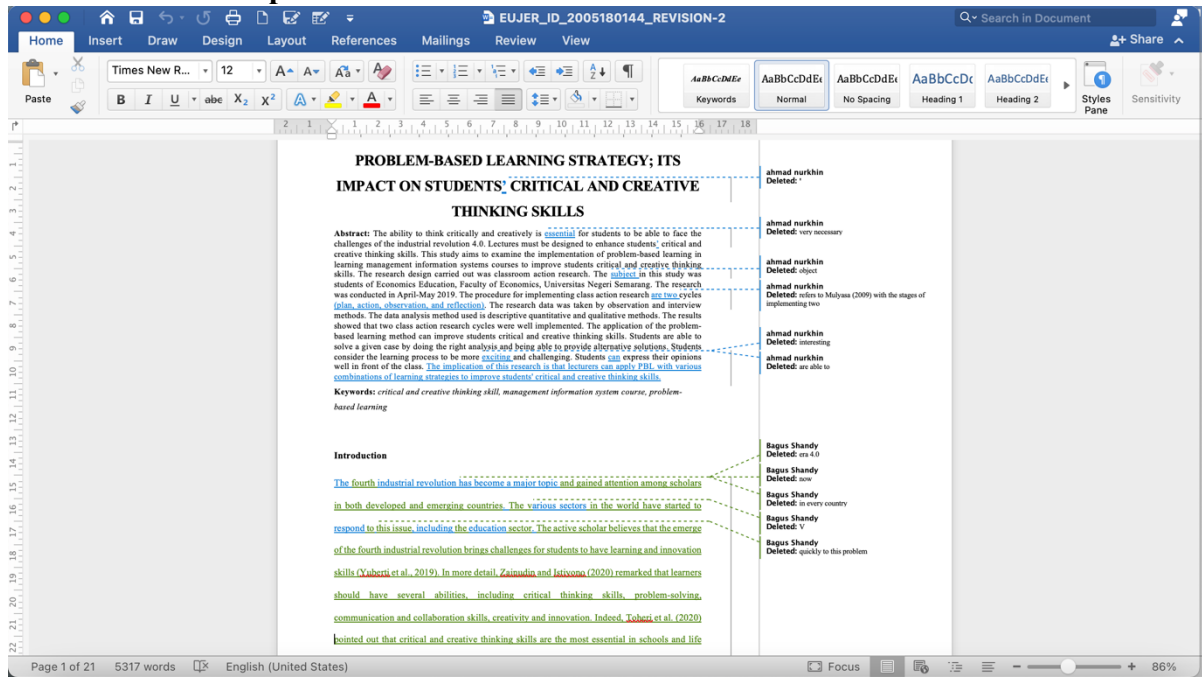 EUJER_ID_2005180144_REVISION-2
Search in Document
Home Insert Draw Design Layout References Mailings Review View
Share
Times New R... 12
Paste
B I U abe X₂ X²
AaBbCcDdEe AaBbCcDdEe AaBbCcDdEe AaBbCcDc AaBbCcDdEe
Keywords Normal No Spacing Heading 1 Heading 2
Styles Pane
Sensitivity
2 1 1 2 3 4 5 6 7 8 9 10 11 12 13 14 15 16 17 18
PROBLEM-BASED LEARNING STRATEGY; ITS
IMPACT ON STUDENTS’ CRITICAL AND CREATIVE
THINKING SKILLS
Abstract: The ability to think critically and creatively is essential for students to be able to face the
challenges of the industrial revolution 4.0. Lectures must be designed to enhance students' critical and
creative thinking skills. This study aims to examine the implementation of problem-based learning in
learning management information systems courses to improve students critical and creative thinking
skills. The research design carried out was classroom action research. The subject in this study was
students of Economics Education, Faculty of Economics, Universitas Negeri Semarang. The research
was conducted in April-May 2019. The procedure for implementing class action research are two cycles
(plan, action, observation, and reflection). The research data was taken by observation and interview
methods. The data analysis method used is descriptive quantitative and qualitative methods. The results
showed that two class action research cycles were well implemented. The application of the problem-
based learning method can improve students critical and creative thinking skills. Students are able to
solve a given case by doing the right analysis and being able to provide alternative solutions. Students
consider the learning process to be more exciting and challenging. Students can express their opinions
well in front of the class. The implication of this research is that lecturers can apply PBL with various
combinations of learning strategies to improve students' critical and creative thinking skills.
Keywords: critical and creative thinking skill, management information system course, problem-
based learning
Introduction
The fourth industrial revolution has become a major topic and gained attention among scholars
in both developed and emerging countries. The various sectors in the world have started to
respond to this issue, including the education sector. The active scholar believes that the emerge
of the fourth industrial revolution brings challenges for students to have learning and innovation
skills (Yuberti et al., 2019). In more detail, Zainudin and Istiyono (2020) remarked that learners
should have several abilities, including critical thinking skills, problem-solving,
communication and collaboration skills, creativity and innovation. Indeed, Toheri et al. (2020)
pointed out that critical and creative thinking skills are the most essential in schools and life
ahmad nurkhin
Deleted: '
ahmad nurkhin
Deleted: very necessary
ahmad nurkhin
Deleted: object
ahmad nurkhin
Deleted: refers to Mulyasa (2009) with the stages of
implementing two
ahmad nurkhin
Deleted: interesting
ahmad nurkhin
Deleted: are able to
Bagus Shandy
Deleted: era 4.0
Bagus Shandy
Deleted: now
Bagus Shandy
Deleted: in every country
Bagus Shandy
Deleted: V
Bagus Shandy
Deleted: quickly to this problem
Page 1 of 21 5317 words English (United States) Focus 86%